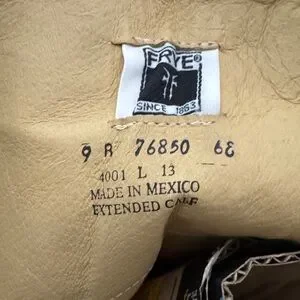 FRYE®
SINCE 1863
9 R 76850 68
4001 L 13
MADE IN MEXICO
EXTENDED CALF